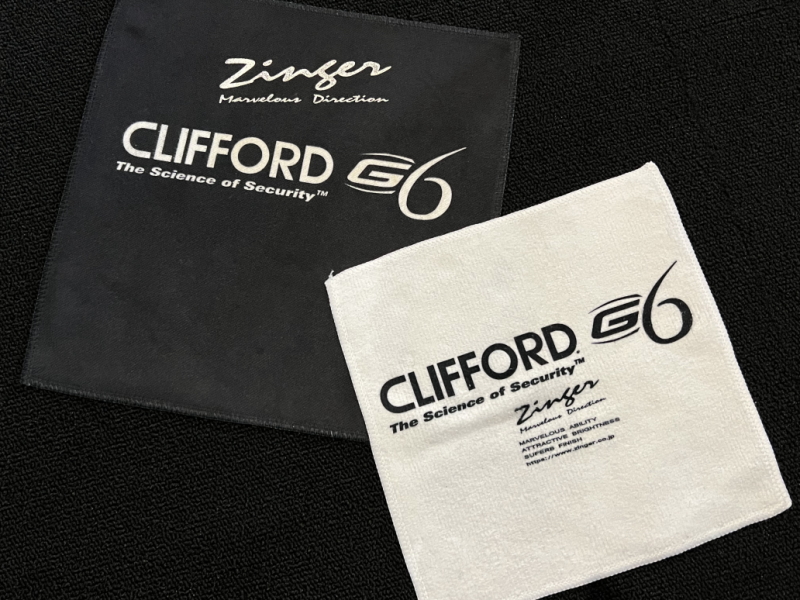 Zinger
Marvelous Direction
CLIFFORD G6
The Science of Security™
CLIFFORD. G6
The Science of Security™
Zinger
Marvelous Direction
MARVELOUS ABILITY
ATTRACTIVE BRIGHTNESS
SUPERB FINISH
https://www.zinger.co.jp